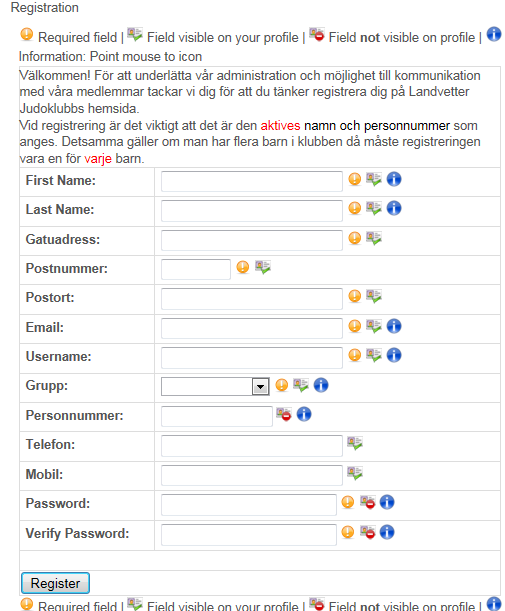 Registration
Required field | Field visible on your profile | Field not visible on profile |
Information: Point mouse to icon
Välkommen! För att underlätta vår administration och möjlighet till kommunikation
med våra medlemmar tackar vi dig för att du tänker registrera dig på Landvetter
Judoklubbs hemsida.
Vid registrering är det viktigt att det är den aktives namn och personnummer som
anges. Detsamma gäller om man har flera barn i klubben då måste registreringen
vara en för varje barn.
First Name:
Last Name:
Gatuadress:
Postnummer:
Postort:
Email:
Username:
Grupp:
Personnummer:
Telefon:
Mobil:
Password:
Verify Password:
Register
Required field | Field visible on your profile | Field not visible on profile |